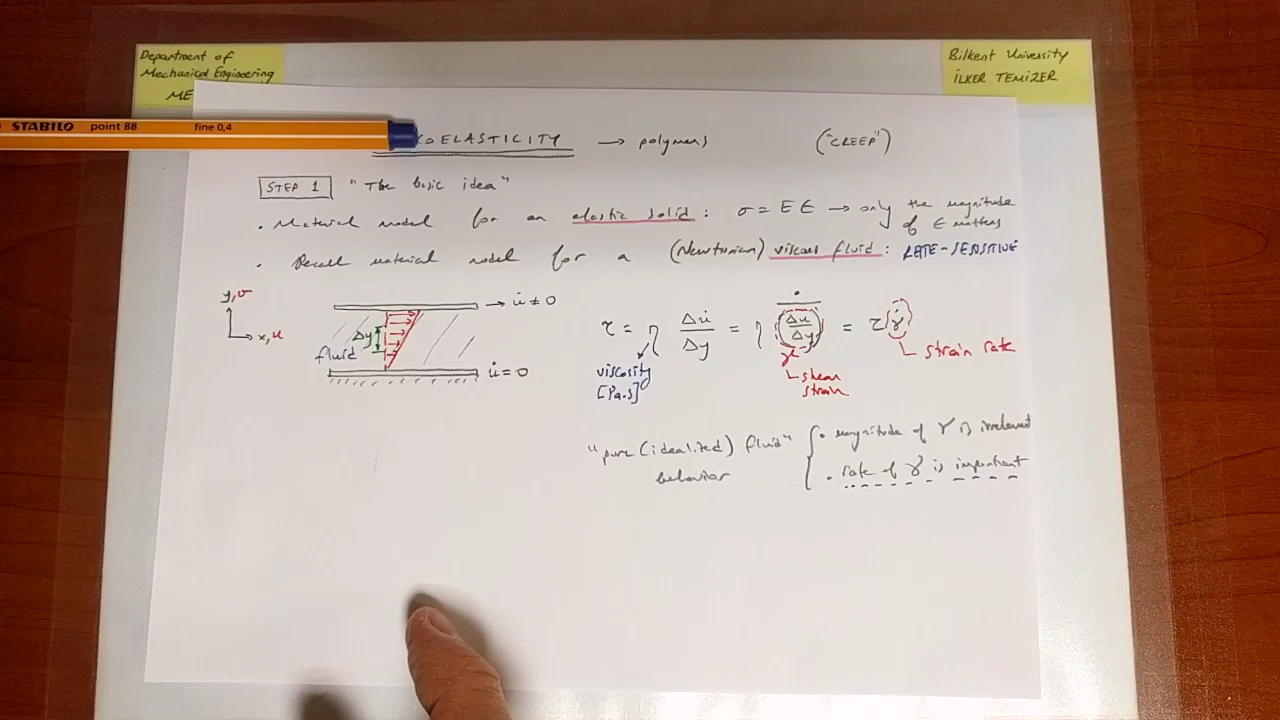 Department of
Mechanical Engineering
ME
Bilkent University
İLKER TEMİZER
STABILO point 88 fine 0,4
OELASTICITY → polymers ("CREEP")
STEP 1 "The basic idea"
• Material model for an elastic solid : σ = E ϵ → only the magnitude
of ϵ matters
• Recall material model for a (Newtonian) viscous fluid : RATE-SENSITIVE
y,v
x,u
fluid
Δy
→ u̇ ≠ 0
u̇ = 0
τ = η Δu̇/Δy = η (Δu/Δy)˙ = τ γ̇
viscosity
[Pa.s]
γ
shear
strain
strain rate
"pure (idealized) fluid"
behavior
• magnitude of γ is irrelevant
• rate of γ is important